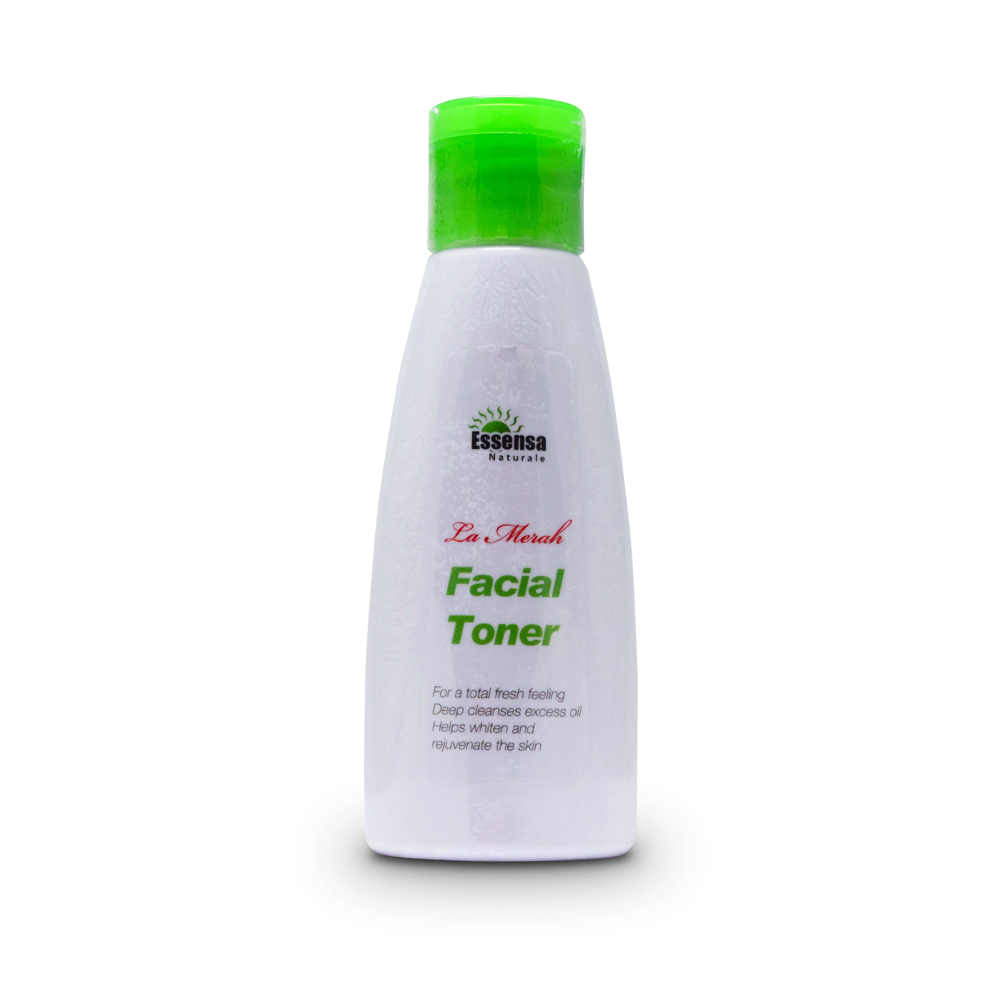 Essensa
Naturale
La Merah
Facial
Toner
For a total fresh feeling
Deep cleanses excess oil
Helps whiten and
rejuvenate the skin